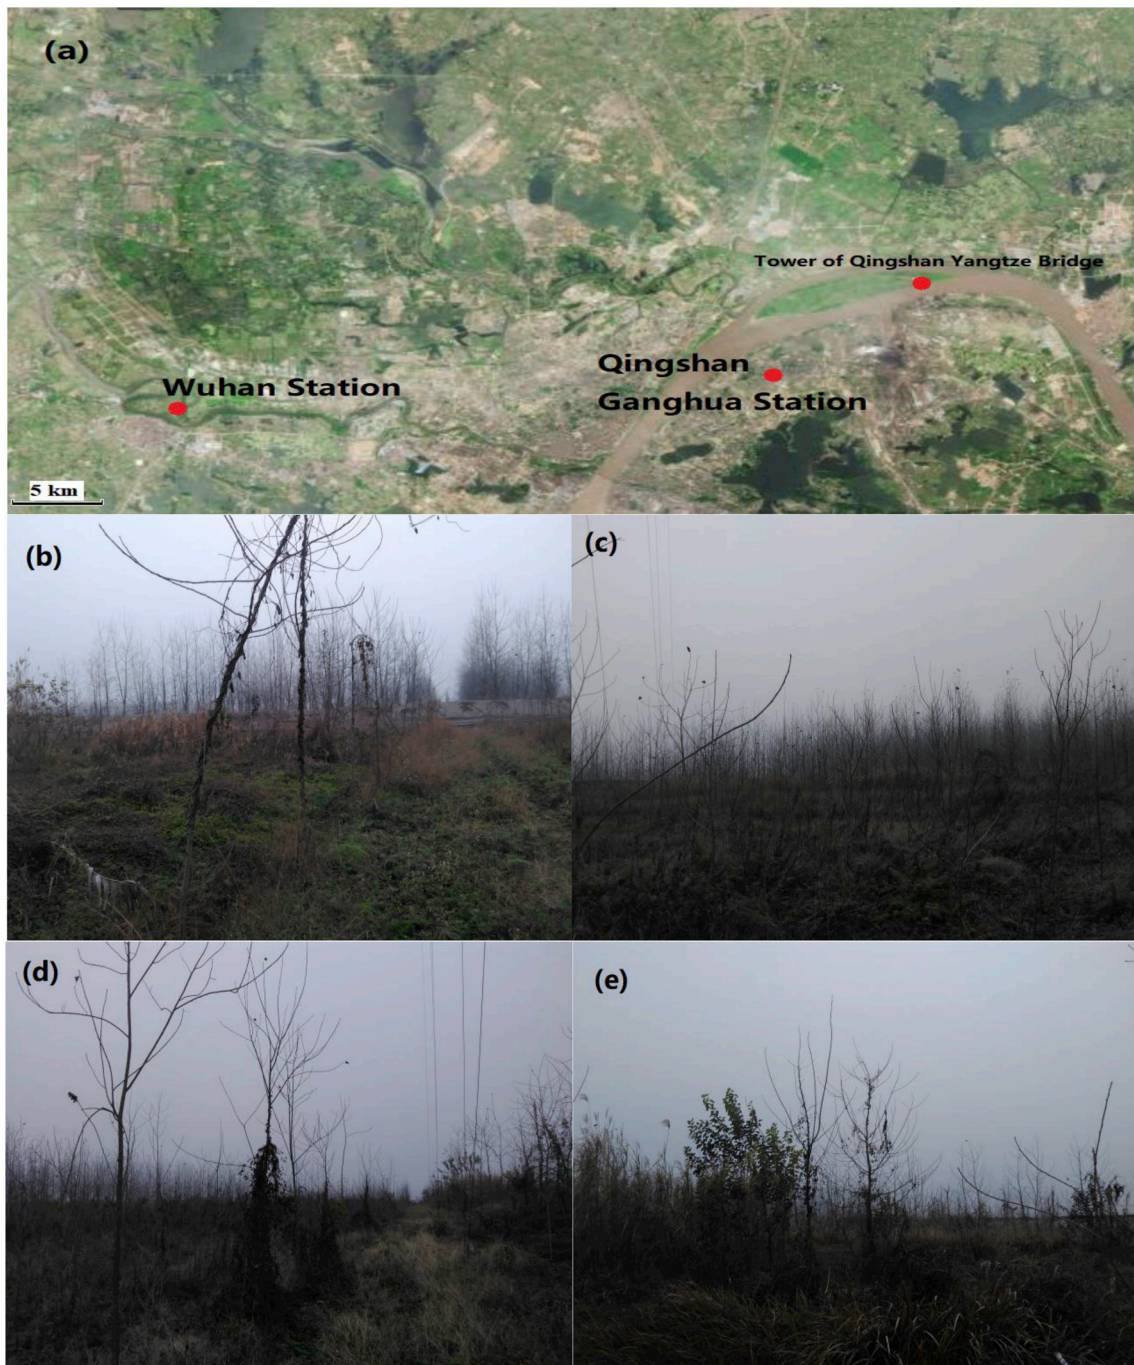 (a)
Tower of Qingshan Yangtze Bridge
Qingshan
Wuhan Station
Ganghua Station
5 km
(b)
(c)
(d)
(e)